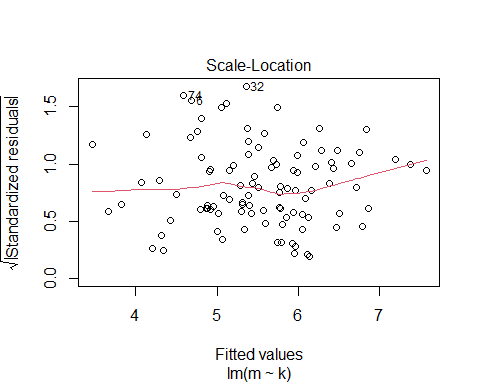 Scale-Location
√|Standardized residuals|
0.0 0.5 1.0 1.5
74
6
32
4 5 6 7
Fitted values
lm(m ~ k)